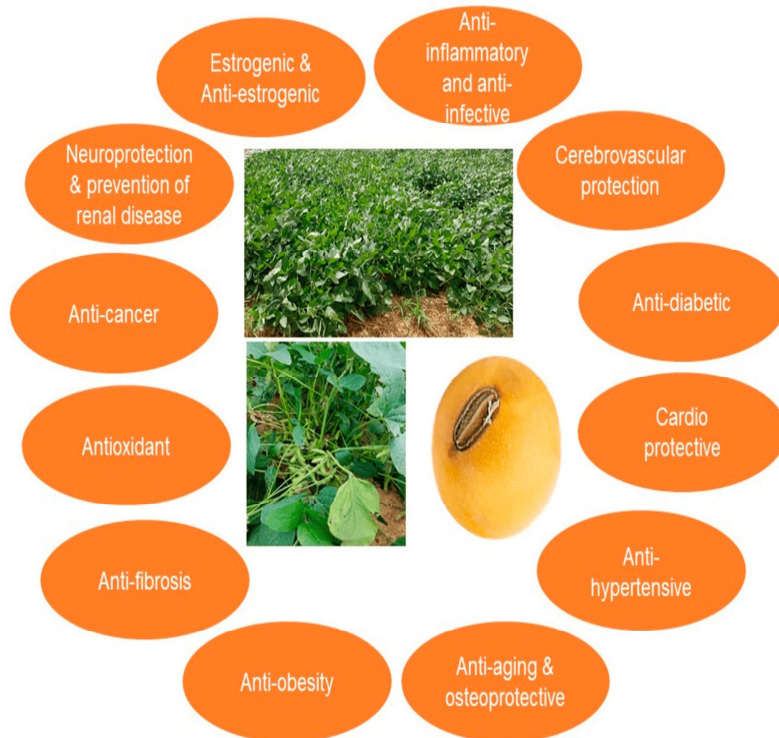 Estrogenic &
Anti-estrogenic
Anti-
inflammatory
and anti-
infective
Neuroprotection
& prevention of
renal disease
Cerebrovascular
protection
Anti-cancer
Anti-diabetic
Antioxidant
Cardio
protective
Anti-fibrosis
Anti-
hypertensive
Anti-obesity
Anti-aging &
osteoprotective